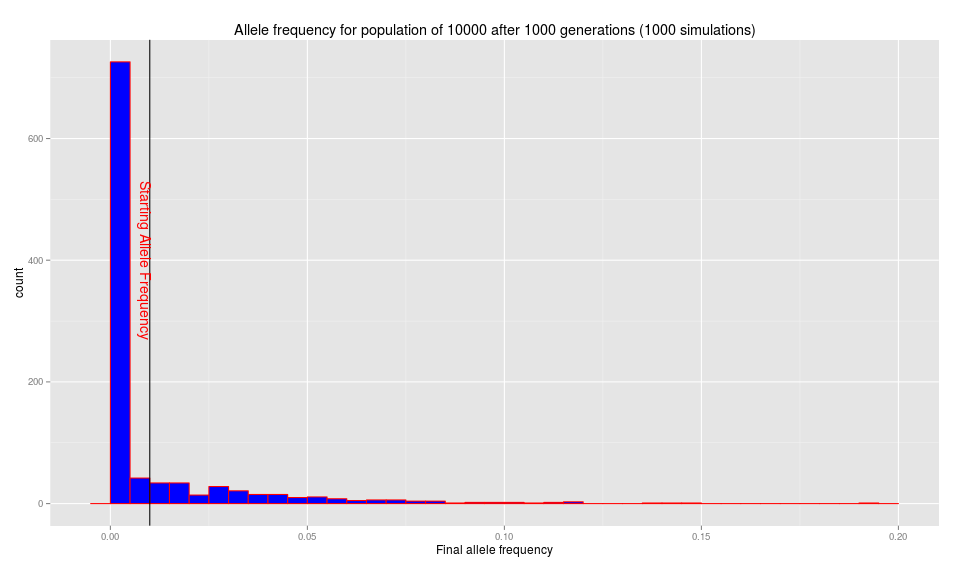 Allele frequency for population of 10000 after 1000 generations (1000 simulations)
count
600
400
200
0
Starting Allele Frequency
0.00 0.05 0.10 0.15 0.20
Final allele frequency